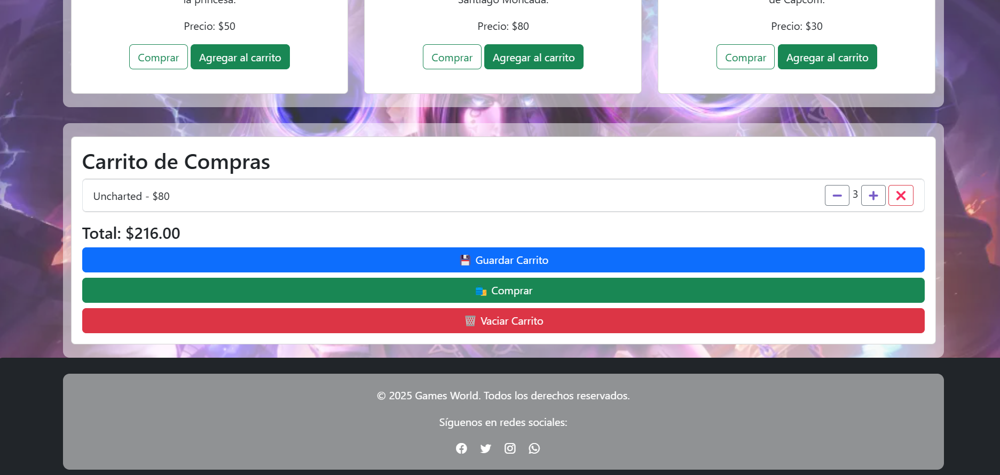 la princesa.
Santiago Moncada.
de Capcom.
Precio: $50
Precio: $80
Precio: $30
Comprar Agregar al carrito
Comprar Agregar al carrito
Comprar Agregar al carrito
Carrito de Compras
Uncharted - $80
3
Total: $216.00
Guardar Carrito
Comprar
Vaciar Carrito
© 2025 Games World. Todos los derechos reservados.
Síguenos en redes sociales: